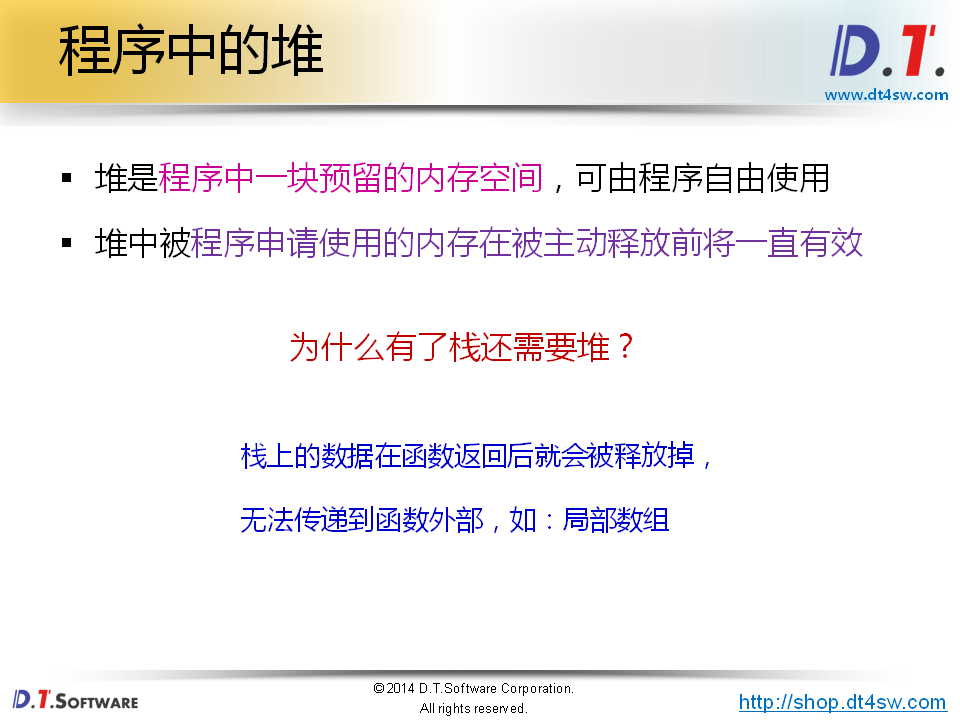 程序中的堆
D.T.
www.dt4sw.com
▪ 堆是程序中一块预留的内存空间，可由程序自由使用
▪ 堆中被程序申请使用的内存在被主动释放前将一直有效
为什么有了栈还需要堆？
栈上的数据在函数返回后就会被释放掉，
无法传递到函数外部，如：局部数组
D.T.SOFTWARE
©2014 D.T.Software Corporation.
All rights reserved.
http://shop.dt4sw.com